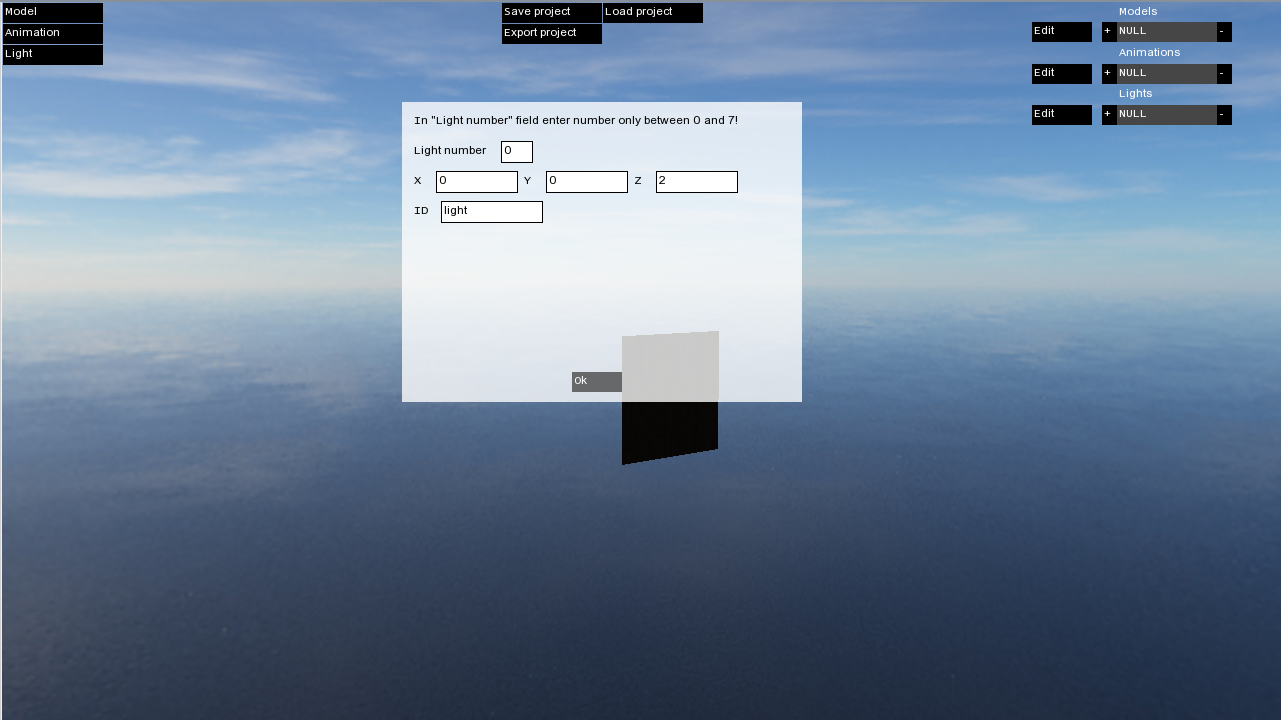 Model
Animation
Light
Save project
Load project
Export project
Models
Edit
+ NULL -
Animations
Edit
+ NULL -
Lights
Edit
+ NULL -
In "Light number" field enter number only between 0 and 7!
Light number 0
X 0 Y 0 Z 2
ID light
Ok